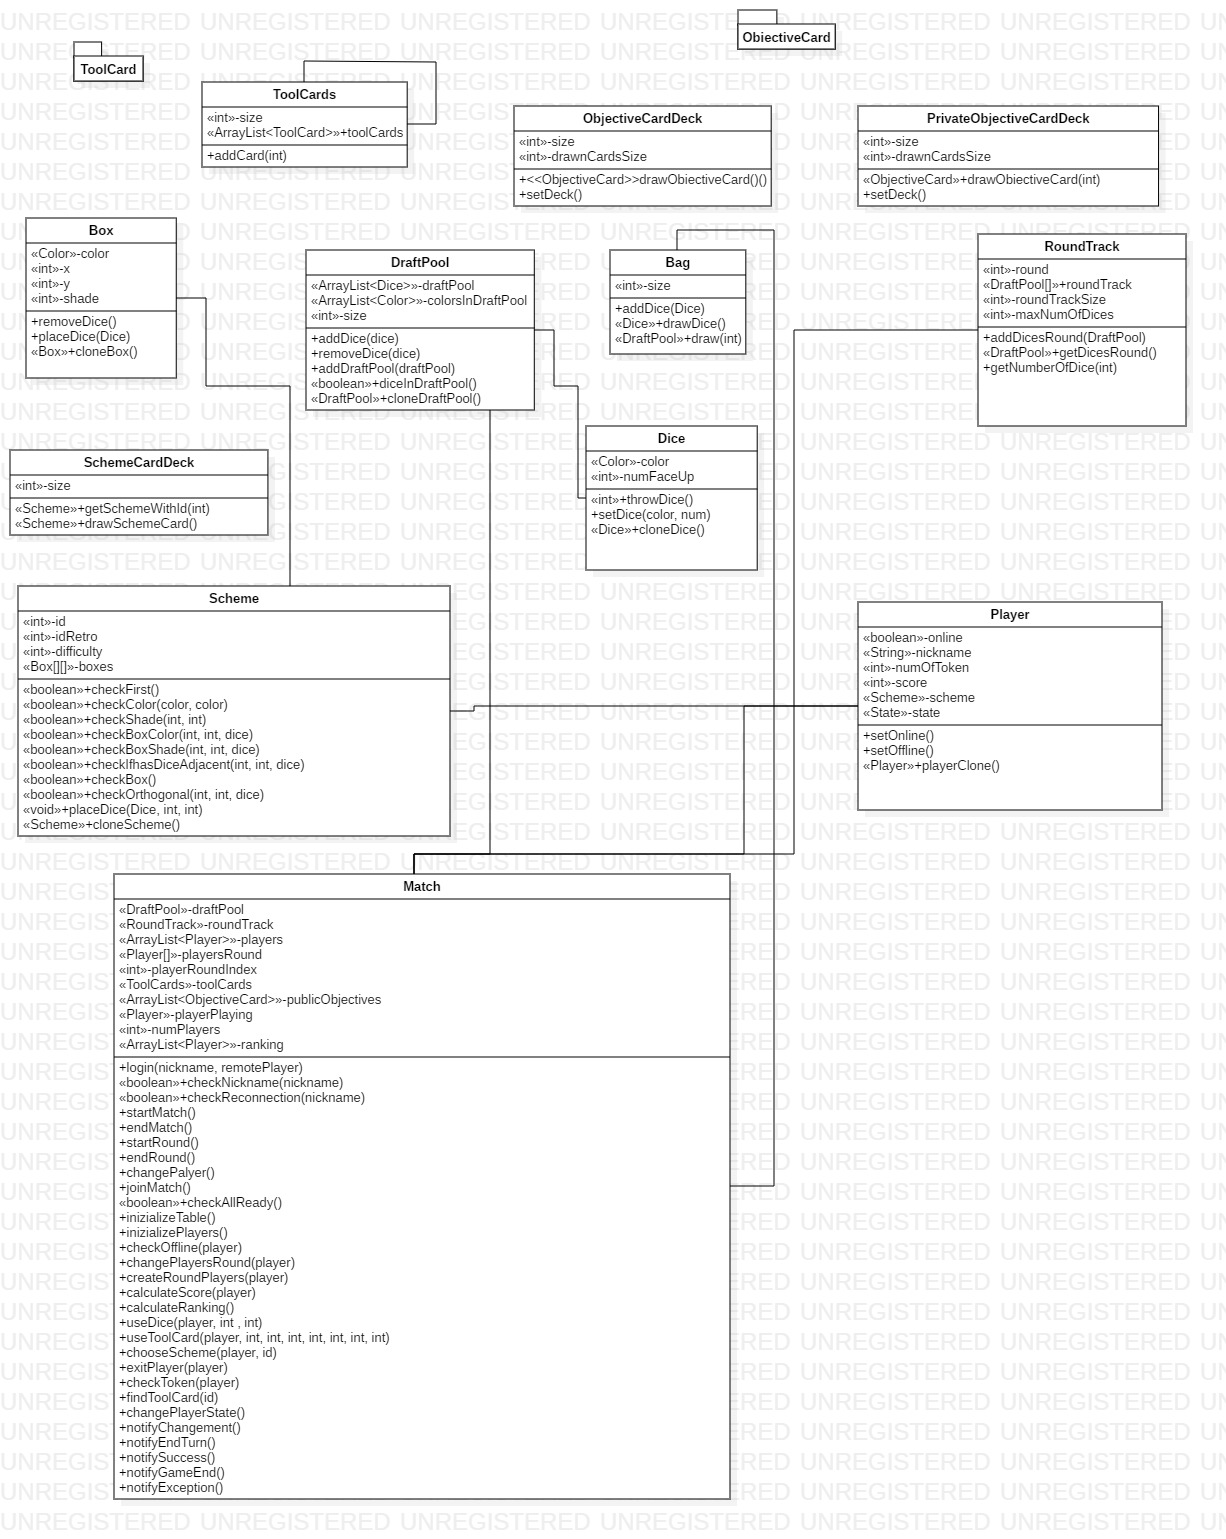 ToolCard
ObiectiveCard
ToolCards
«int»-size
«ArrayList<ToolCard>»+toolCards
+addCard(int)
ObjectiveCardDeck
«int»-size
«int»-drawnCardsSize
+<<ObjectiveCard>>drawObiectiveCard()()
+setDeck()
PrivateObjectiveCardDeck
«int»-size
«int»-drawnCardsSize
«ObjectiveCard»+drawObiectiveCard(int)
+setDeck()
Box
«Color»-color
«int»-x
«int»-y
«int»-shade
+removeDice()
+placeDice(Dice)
«Box»+cloneBox()
DraftPool
«ArrayList<Dice>»-draftPool
«ArrayList<Color>»-colorsInDraftPool
«int»-size
+addDice(dice)
+removeDice(dice)
+addDraftPool(draftPool)
«boolean»+diceInDraftPool()
«DraftPool»+cloneDraftPool()
Bag
«int»-size
+addDice(Dice)
«Dice»+drawDice()
«DraftPool»+draw(int)
RoundTrack
«int»-round
«DraftPool[]»+roundTrack
«int»-roundTrackSize
«int»-maxNumOfDices
+addDicesRound(DraftPool)
«DraftPool»+getDicesRound()
+getNumberOfDice(int)
Dice
«Color»-color
«int»-numFaceUp
«int»+throwDice()
+setDice(color, num)
«Dice»+cloneDice()
SchemeCardDeck
«int»-size
«Scheme»+getSchemeWithId(int)
«Scheme»+drawSchemeCard()
Scheme
«int»-id
«int»-idRetro
«int»-difficulty
«Box[][]»-boxes
«boolean»+checkFirst()
«boolean»+checkColor(color, color)
«boolean»+checkShade(int, int)
«boolean»+checkBoxColor(int, int, dice)
«boolean»+checkBoxShade(int, int, dice)
«boolean»+checkIfhasDiceAdjacent(int, int, dice)
«boolean»+checkBox()
«boolean»+checkOrthogonal(int, int, dice)
«void»+placeDice(Dice, int, int)
«Scheme»+cloneScheme()
Player
«boolean»-online
«String»-nickname
«int»-numOfToken
«int»-score
«Scheme»-scheme
«State»-state
+setOnline()
+setOffline()
«Player»+playerClone()
Match
«DraftPool»-draftPool
«RoundTrack»-roundTrack
«ArrayList<Player>»-players
«Player[]»-playersRound
«int»-playerRoundIndex
«ToolCards»-toolCards
«ArrayList<ObjectiveCard>»-publicObjectives
«Player»-playerPlaying
«int»-numPlayers
«ArrayList<Player>»-ranking
+login(nickname, remotePlayer)
«boolean»+checkNickname(nickname)
«boolean»+checkReconnection(nickname)
+startMatch()
+endMatch()
+startRound()
+endRound()
+changePalyer()
+joinMatch()
«boolean»+checkAllReady()
+inizializeTable()
+inizializePlayers()
+checkOffline(player)
+changePlayersRound(player)
+createRoundPlayers(player)
+calculateScore(player)
+calculateRanking()
+useDice(player, int , int)
+useToolCard(player, int, int, int, int, int, int, int)
+chooseScheme(player, id)
+exitPlayer(player)
+checkToken(player)
+findToolCard(id)
+changePlayerState()
+notifyChangement()
+notifyEndTurn()
+notifySuccess()
+notifyGameEnd()
+notifyException()